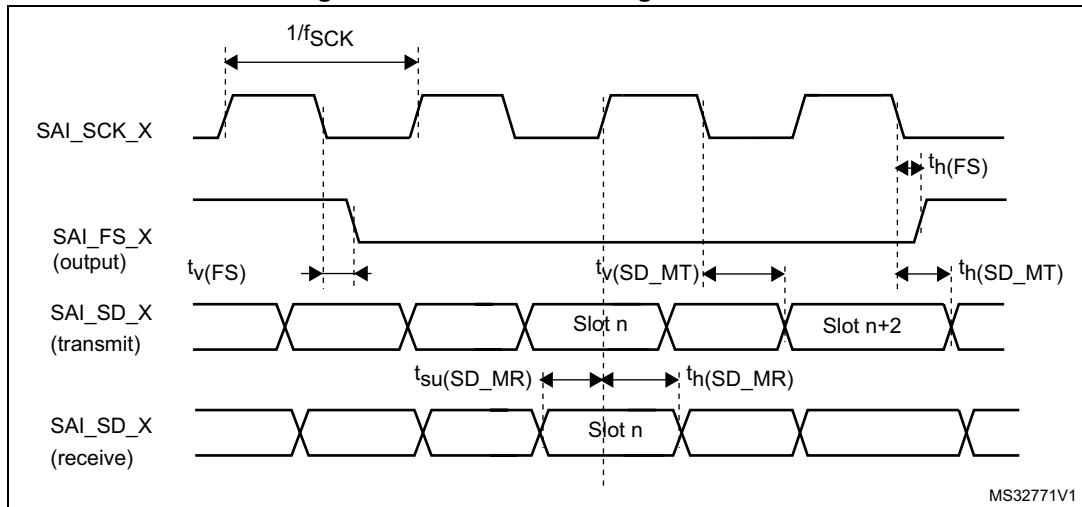 1/fSCK
SAI_SCK_X
th(FS)
SAI_FS_X
(output)
tv(FS)
tv(SD_MT)
th(SD_MT)
SAI_SD_X
(transmit)
Slot n
Slot n+2
tsu(SD_MR)
th(SD_MR)
SAI_SD_X
(receive)
Slot n
MS32771V1